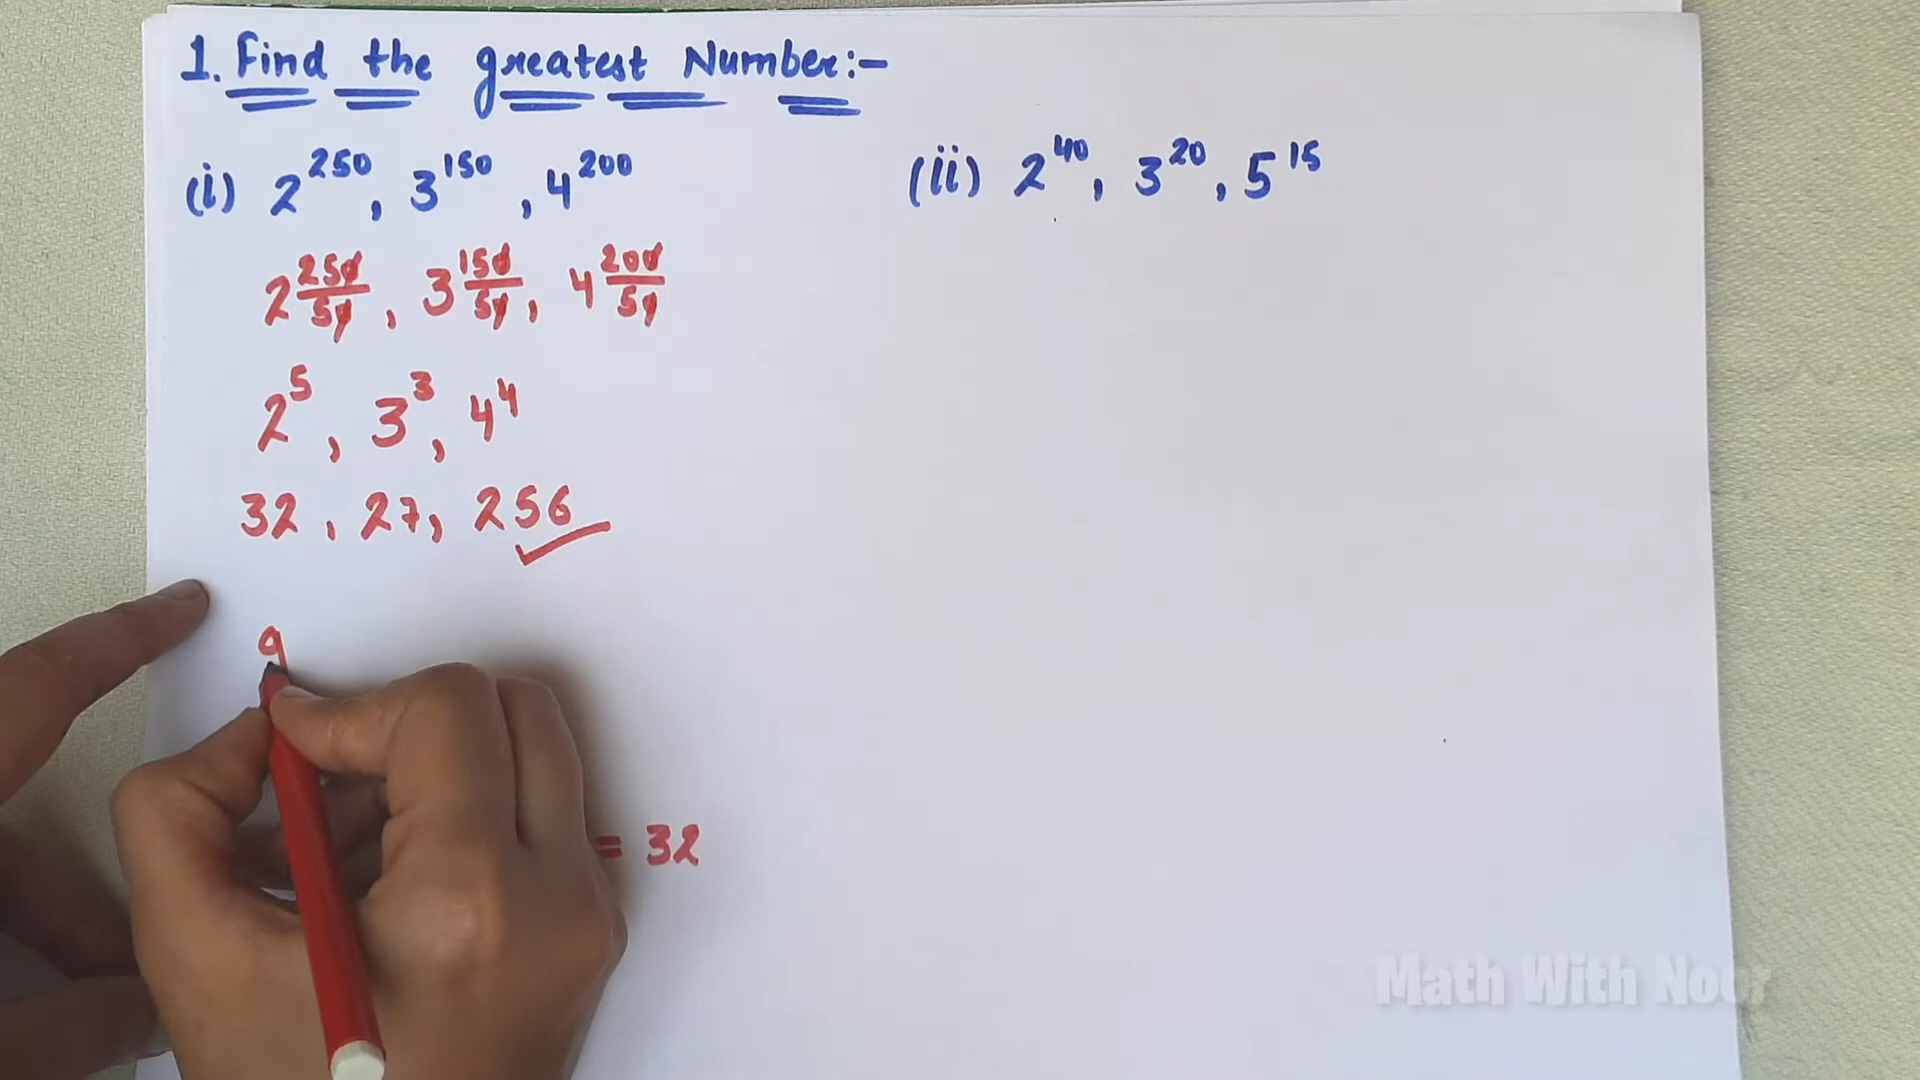 1. Find the greatest Number:-
(i) 2^250, 3^150, 4^200
(ii) 2^40, 3^20, 5^15
2^(250/50), 3^(150/50), 4^(200/50)
2^5, 3^3, 4^4
32, 27, 256
g
= 32
Math With Noor